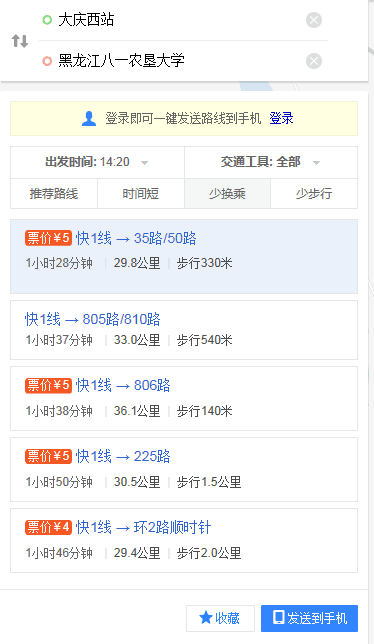 大庆西站
黑龙江八一农垦大学
登录即可一键发送路线到手机 登录
出发时间: 14:20 交通工具: 全部
推荐路线 时间短 少换乘 少步行
票价¥5 快1线 → 35路/50路
1小时28分钟 | 29.8公里 | 步行330米
快1线 → 805路/810路
1小时37分钟 | 33.0公里 | 步行540米
票价¥5 快1线 → 806路
1小时38分钟 | 36.1公里 | 步行140米
票价¥5 快1线 → 225路
1小时50分钟 | 30.5公里 | 步行1.5公里
票价¥4 快1线 → 环2路顺时针
1小时46分钟 | 29.4公里 | 步行2.0公里
收藏 发送到手机